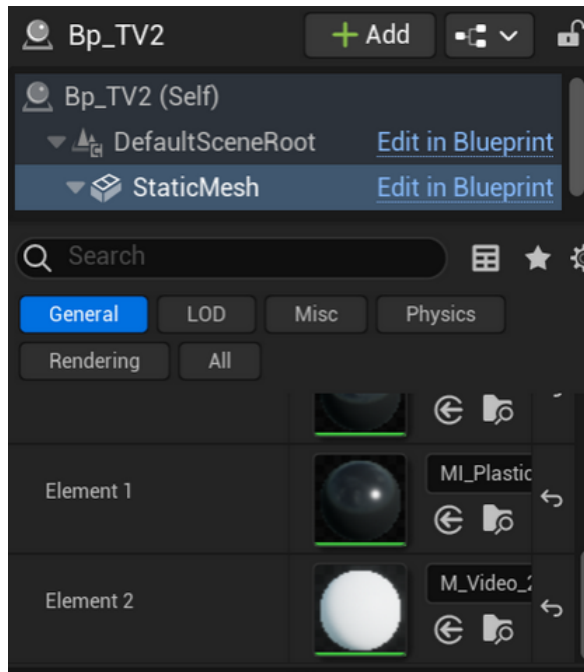 Bp_TV2
Add
Bp_TV2 (Self)
DefaultSceneRoot Edit in Blueprint
StaticMesh Edit in Blueprint
Search
General LOD Misc Physics
Rendering All
MI_Plastic
Element 1
M_Video_2
Element 2